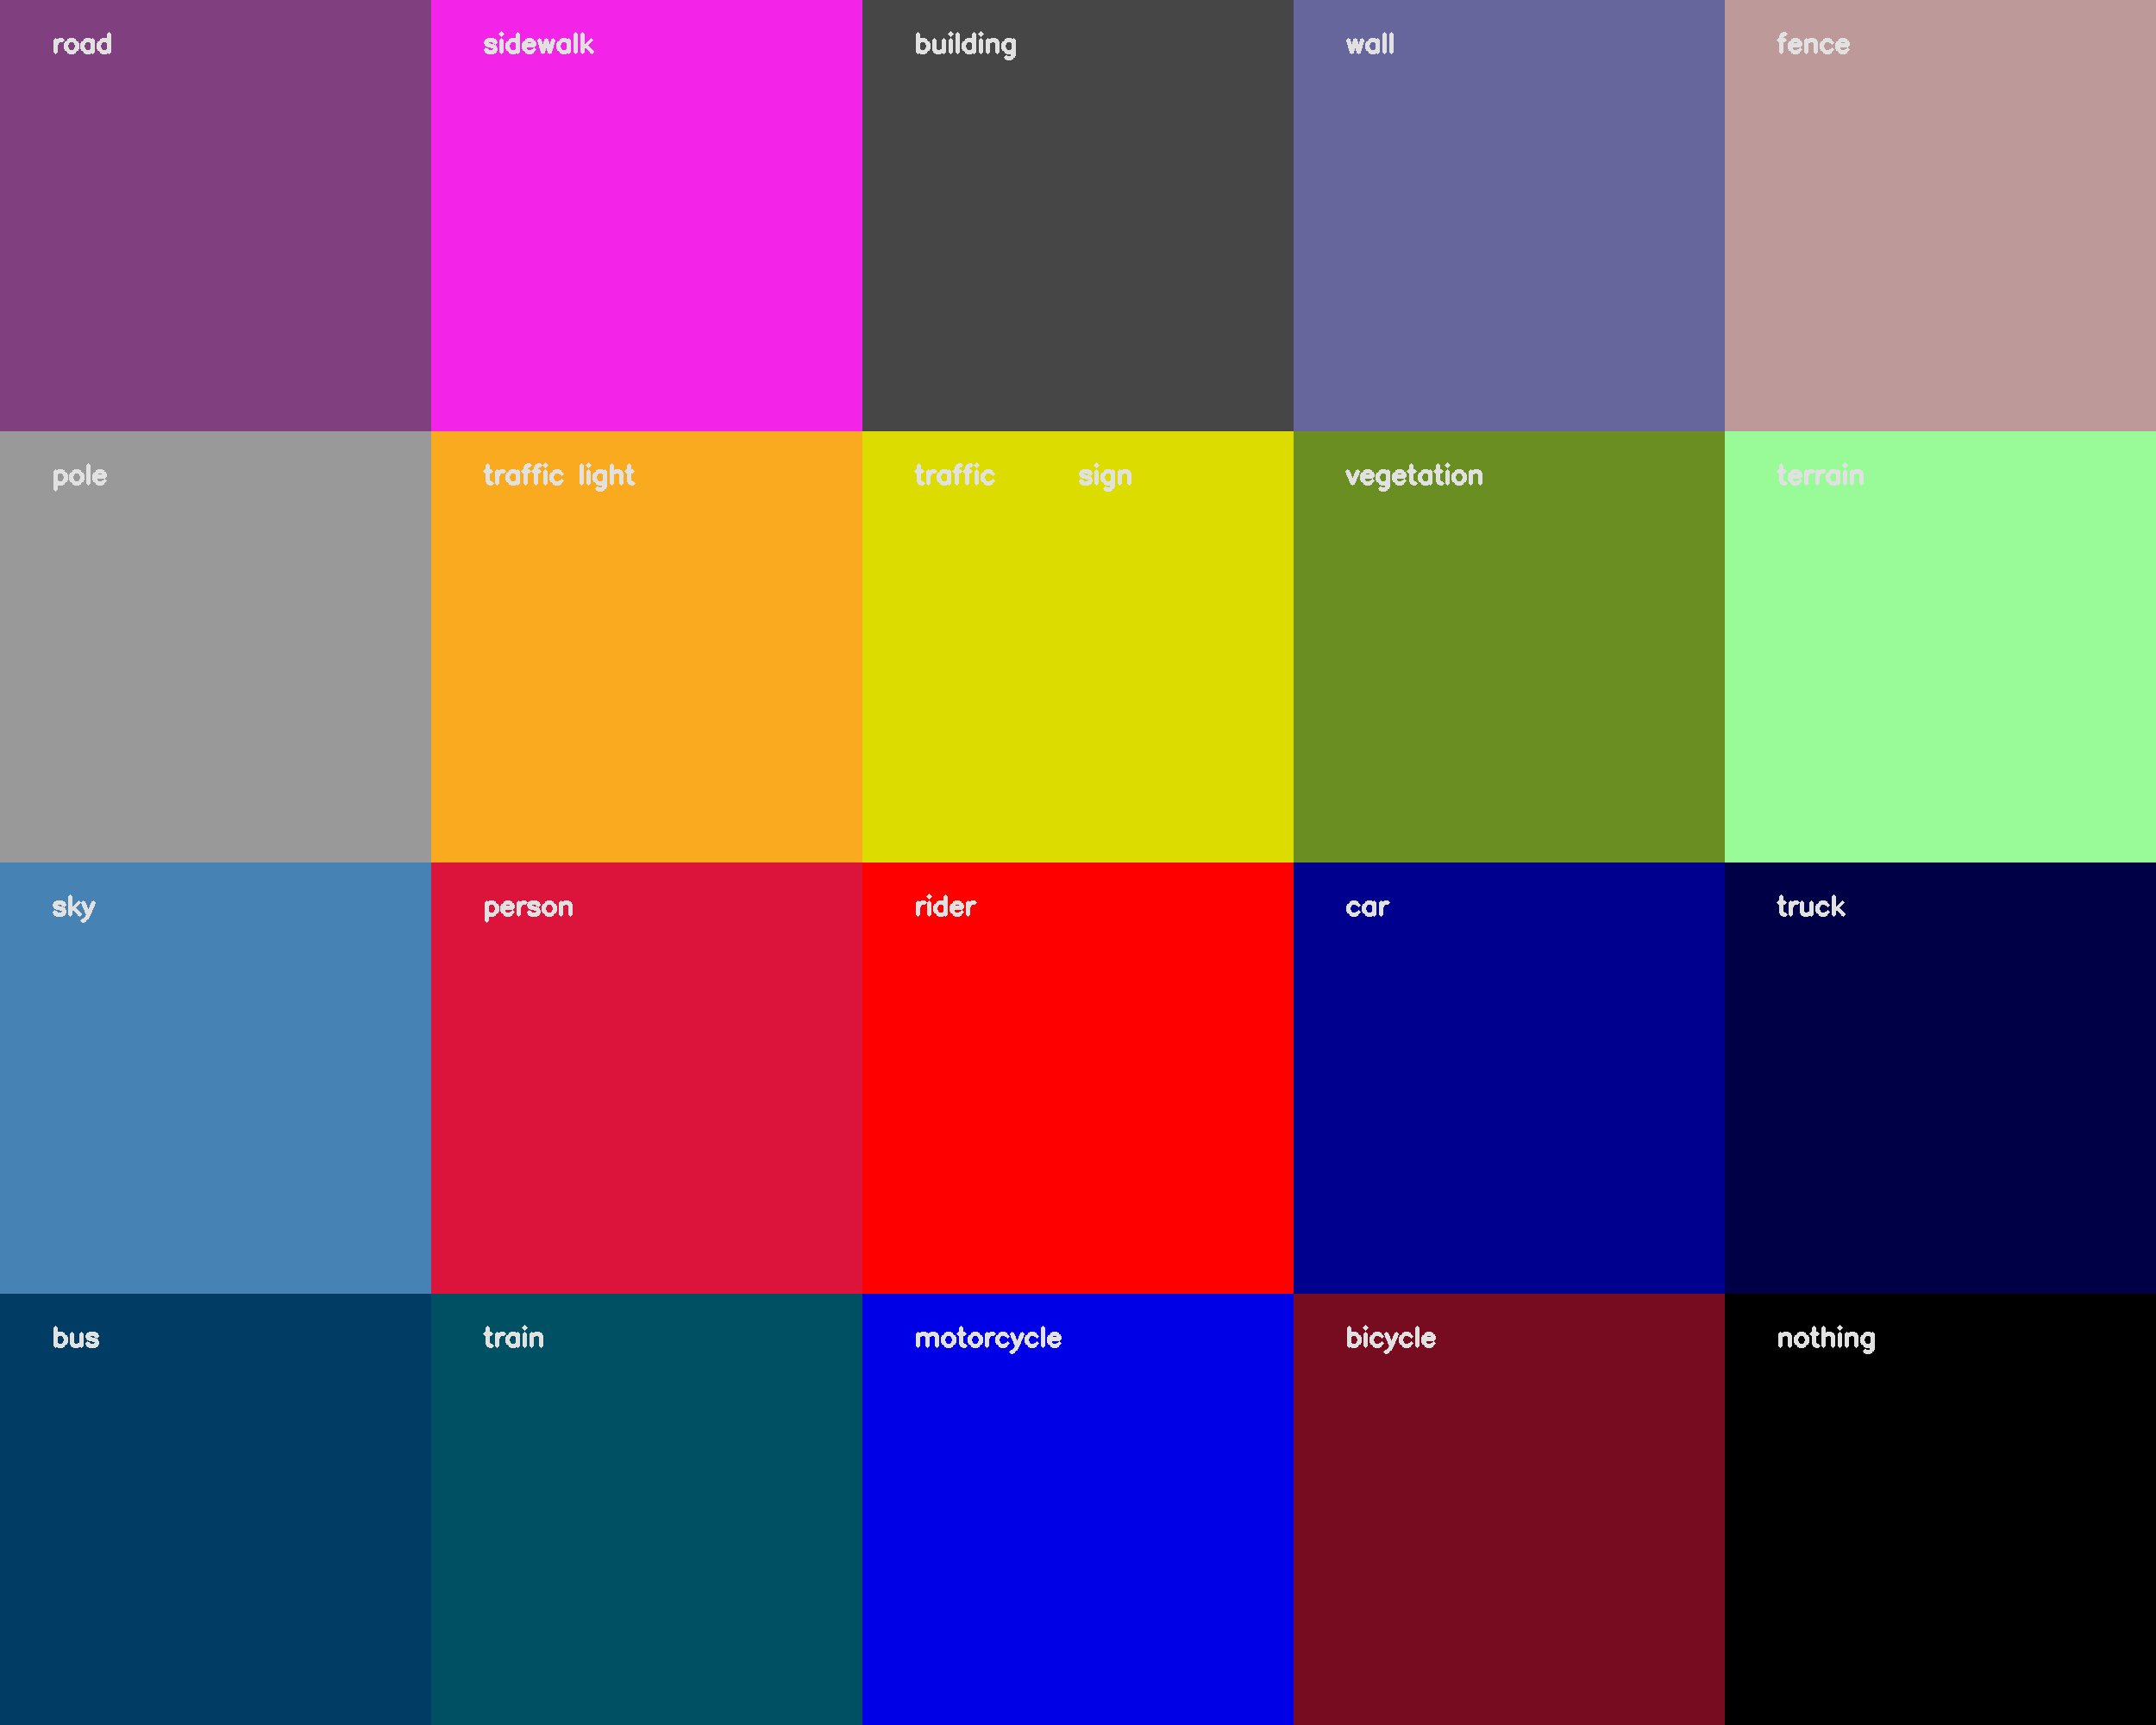 road sidewalk building wall fence
pole traffic light traffic sign vegetation terrain
sky person rider car truck
bus train motorcycle bicycle nothing